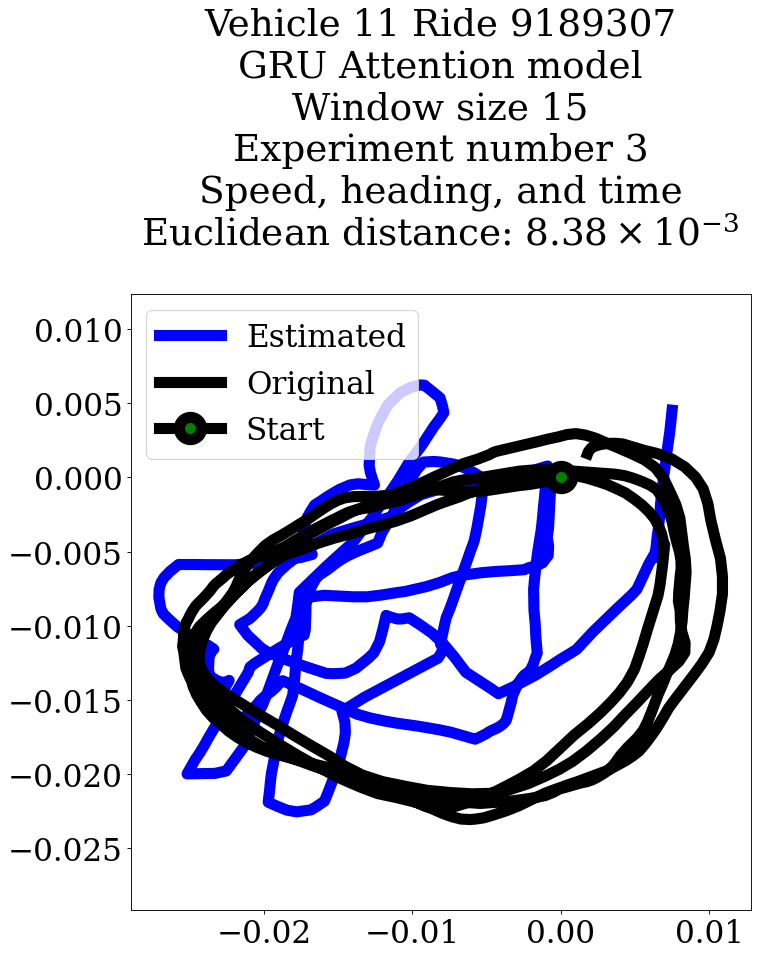 Vehicle 11 Ride 9189307
GRU Attention model
Window size 15
Experiment number 3
Speed, heading, and time
Euclidean distance: 8.38 × 10⁻³
Estimated
Original
Start
0.010
0.005
0.000
−0.005
−0.010
−0.015
−0.020
−0.025
−0.02 −0.01 0.00 0.01